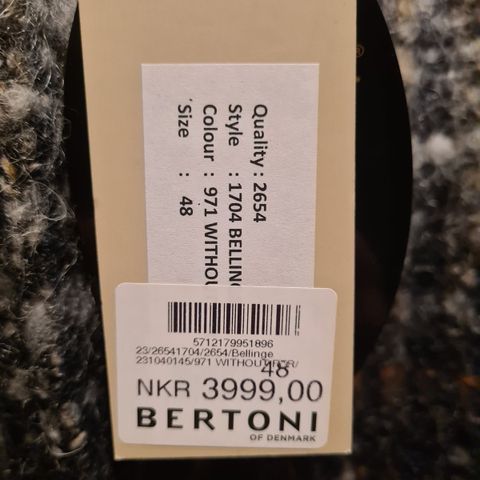 Quality : 2654
Style : 1704 BELLING
Colour : 971 WITHOU
Size : 48
5712179951896
23/26541704/2654/Bellinge
231040145/971 WITHOUT
48
NKR 3999,00
BERTONI
OF DENMARK